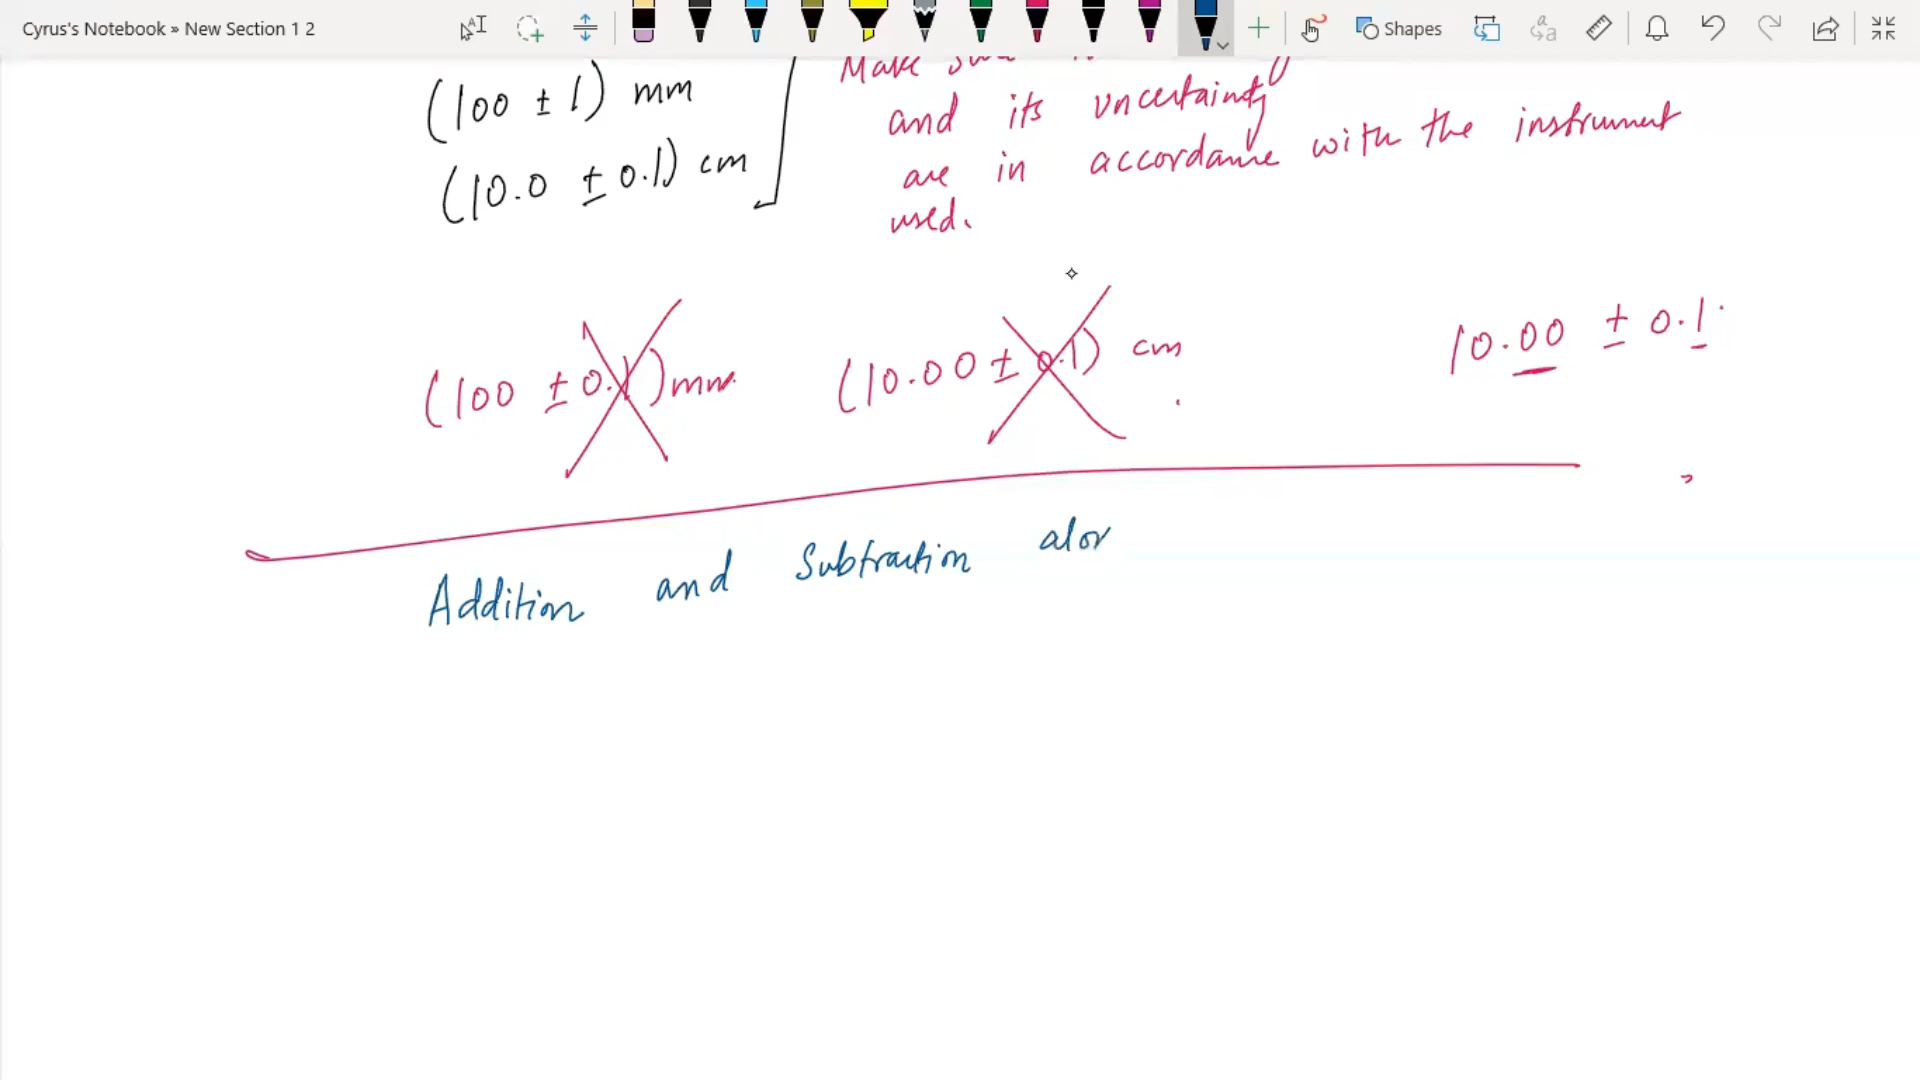 Cyrus's Notebook » New Section 1 2
Shapes
(100 ± 1) mm
(10.0 ± 0.1) cm
Make
and its uncertainty
are in accordance with the instrument
used.
(100 ± 0.1) mm.
(10.00 ± 0.1) cm
10.00 ± 0.1
Addition and Subtraction alon